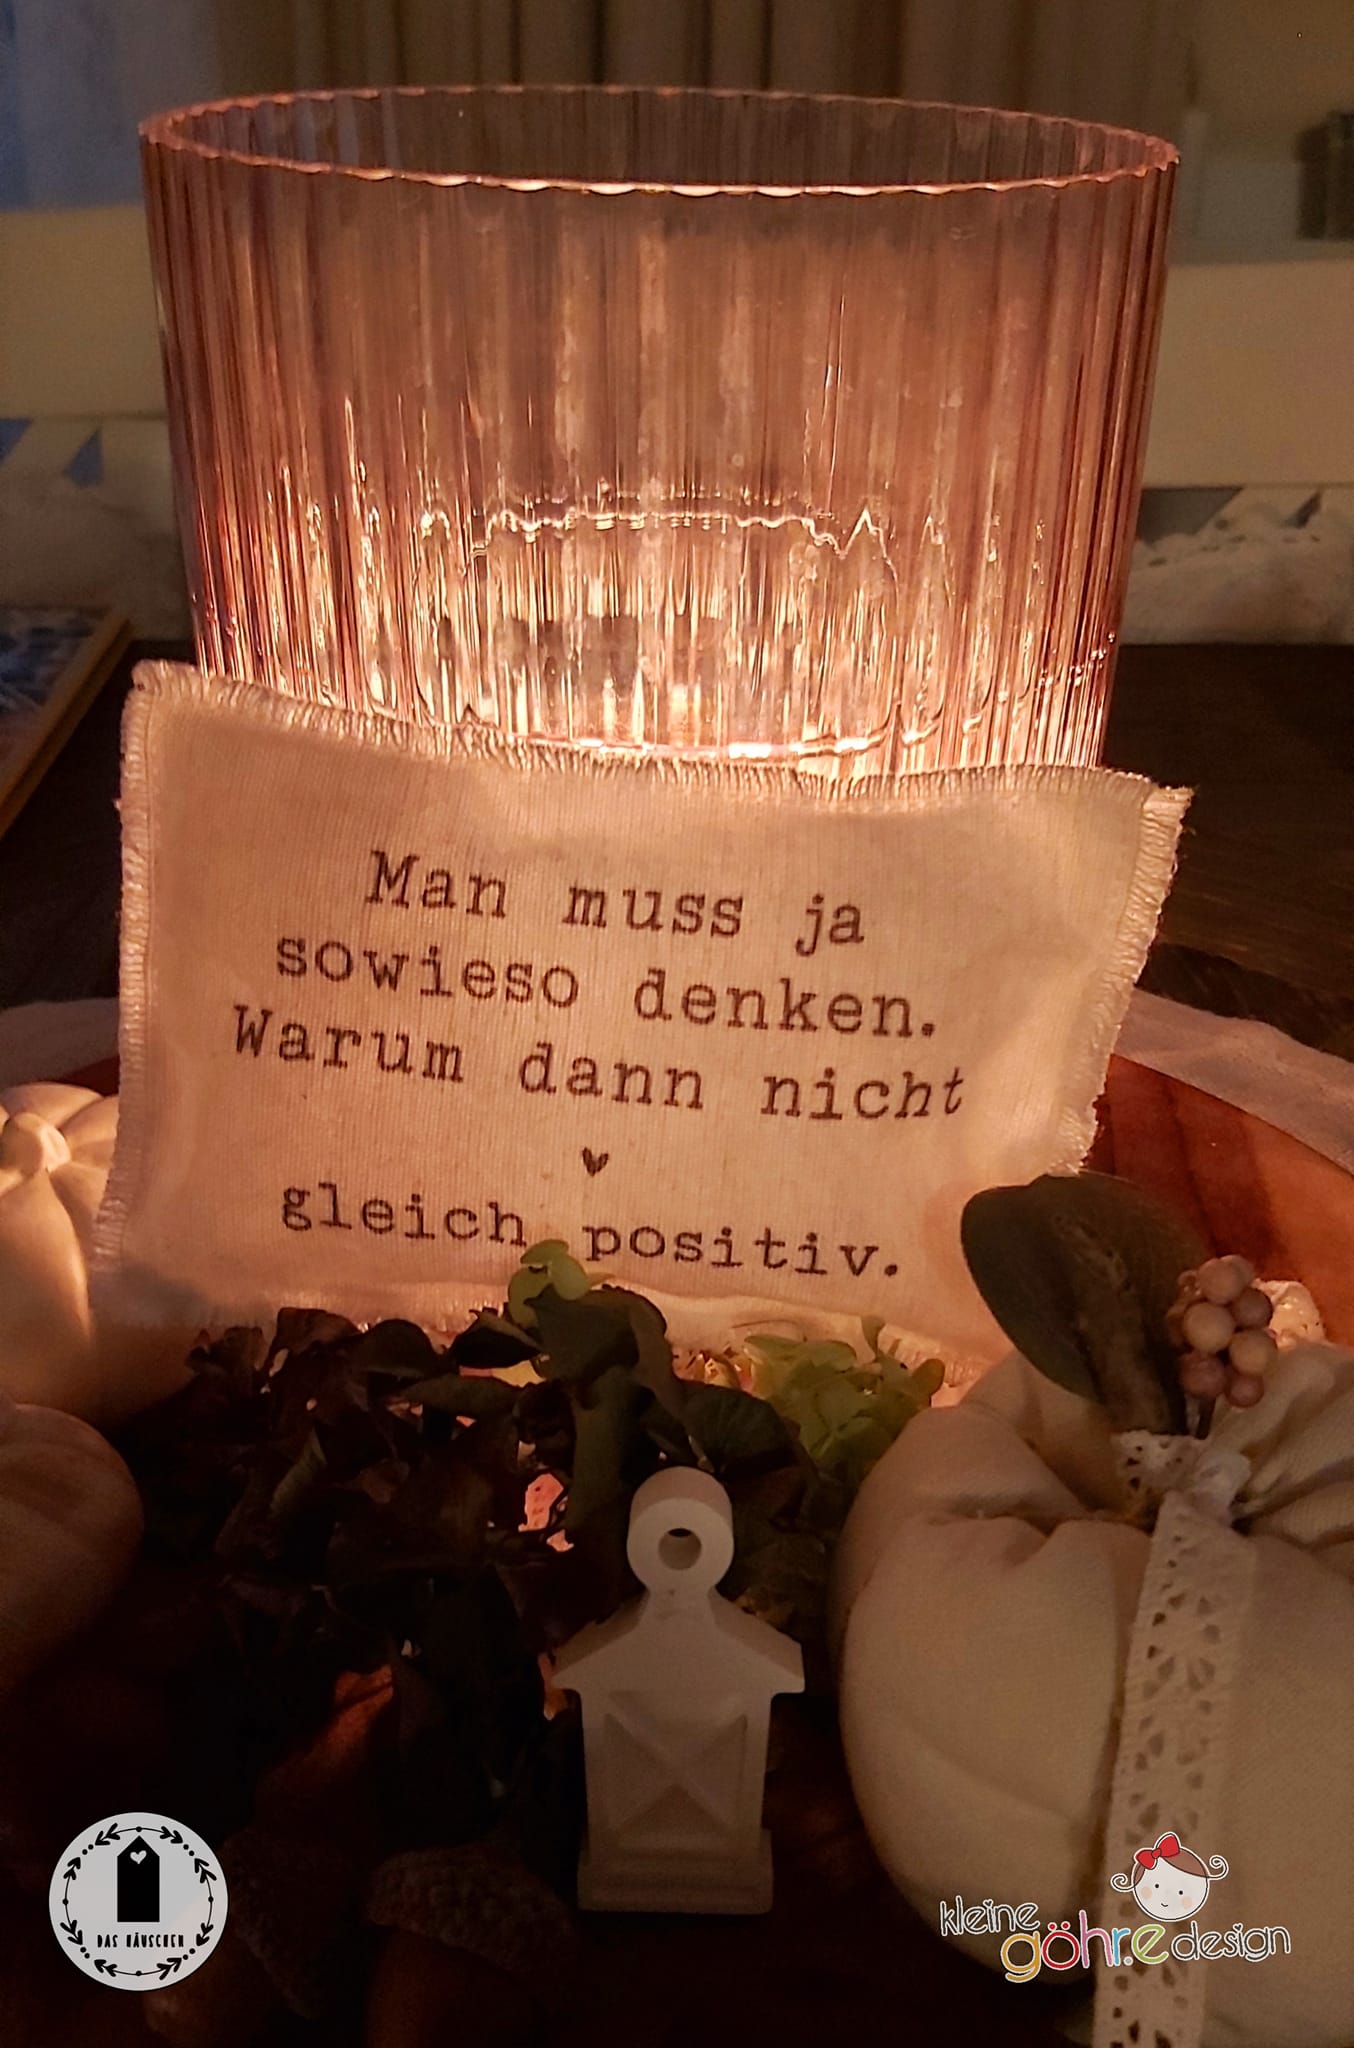 Man muss ja
sowieso denken.
Warum dann nicht
gleich positiv.
DAS HÄUSCHEN
kleine
göhr.e design